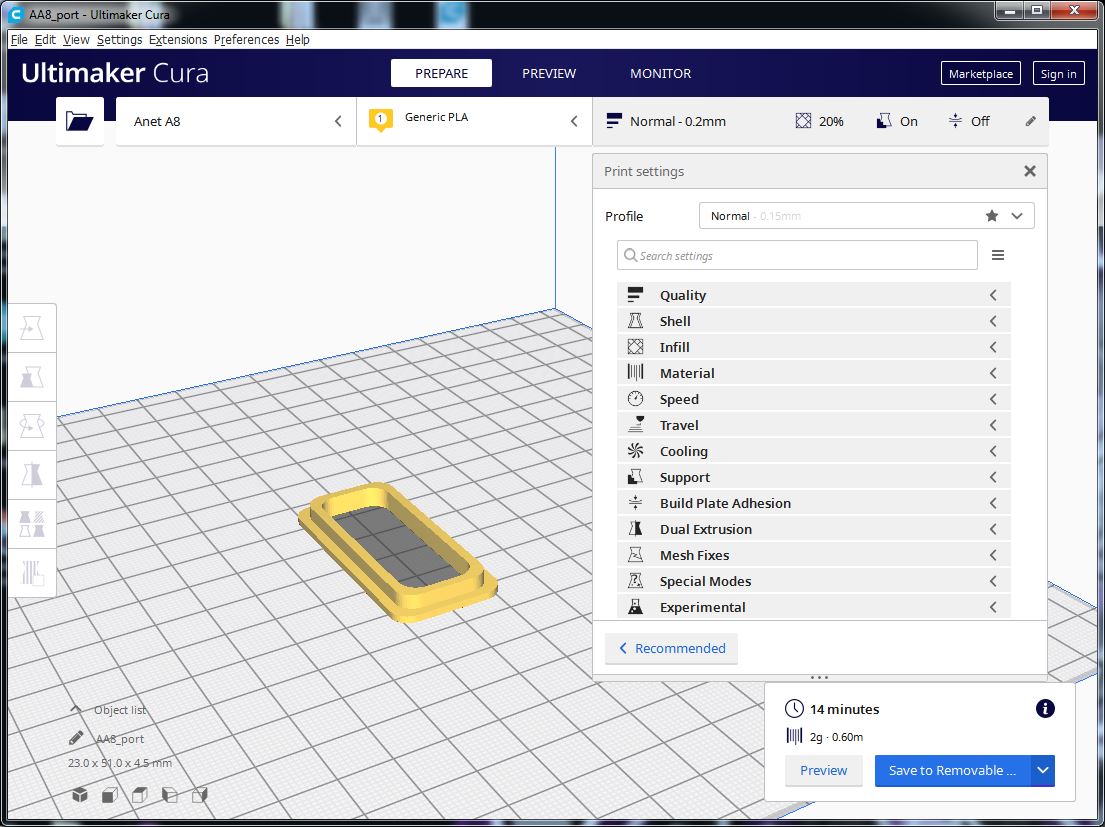 AA8_port - Ultimaker Cura
File Edit View Settings Extensions Preferences Help
Ultimaker Cura
PREPARE
PREVIEW
MONITOR
Marketplace
Sign in
Anet A8
1
Generic PLA
Normal - 0.2mm
20%
On
Off
Print settings
Profile
Normal - 0.15mm
Search settings
Quality
Shell
Infill
Material
Speed
Travel
Cooling
Support
Build Plate Adhesion
Dual Extrusion
Mesh Fixes
Special Modes
Experimental
Recommended
Object list
AA8_port
23.0 x 51.0 x 4.5 mm
14 minutes
2g · 0.60m
Preview
Save to Removable ...